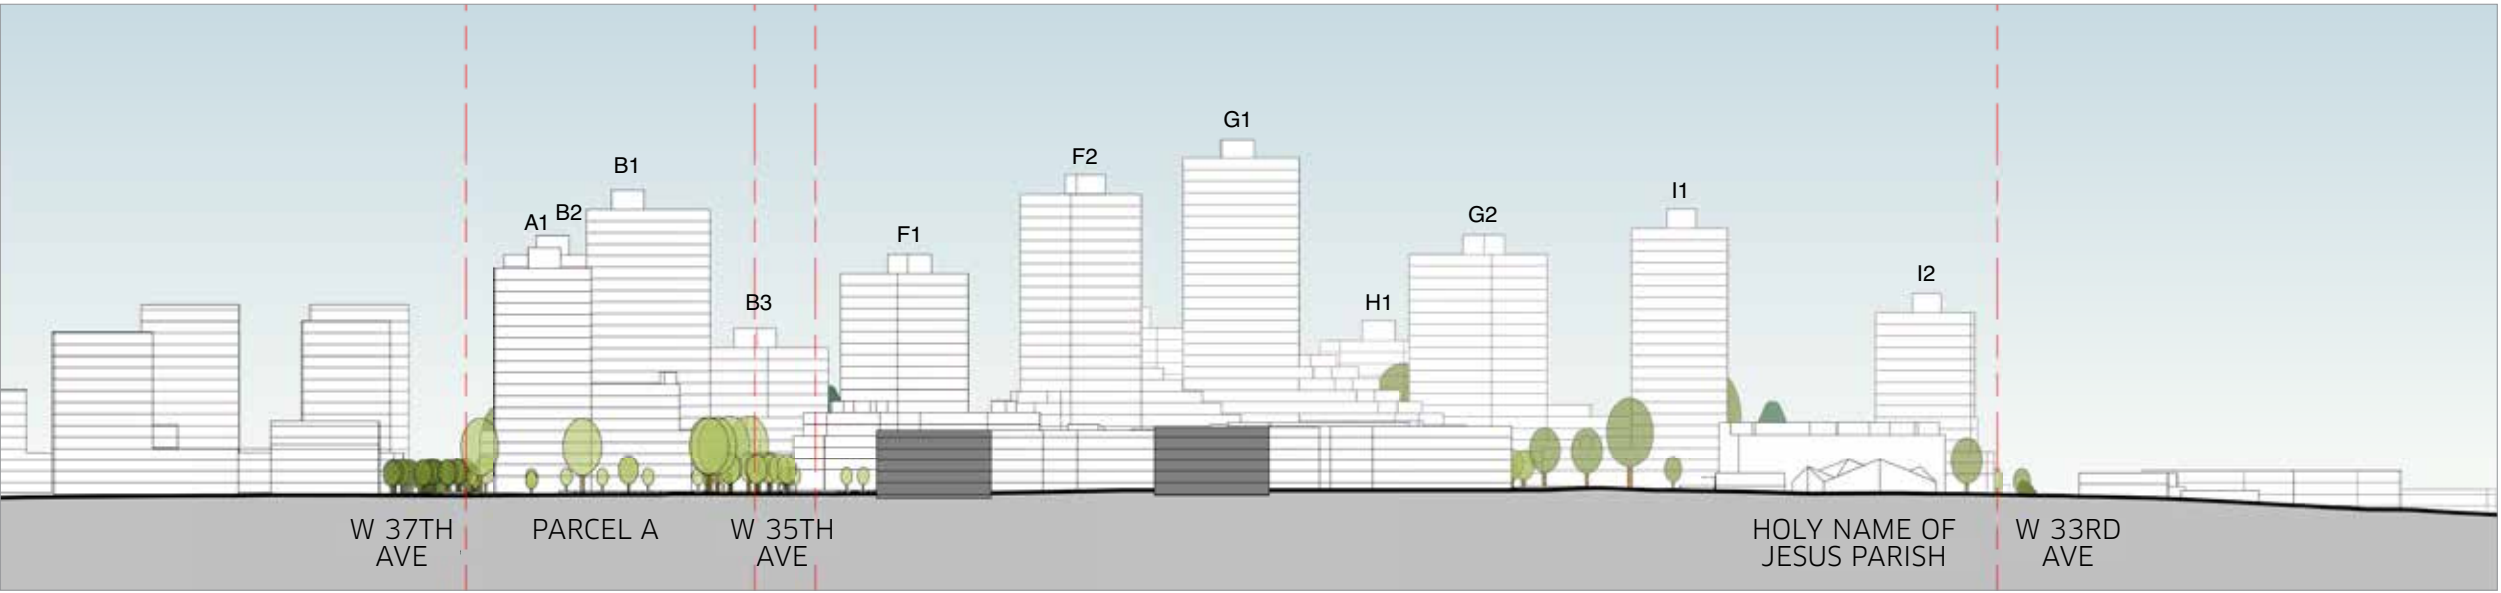 G1
F2
B1
I1
B2
A1
G2
F1
I2
B3
H1
W 37TH
AVE
PARCEL A
W 35TH
AVE
HOLY NAME OF
JESUS PARISH
W 33RD
AVE